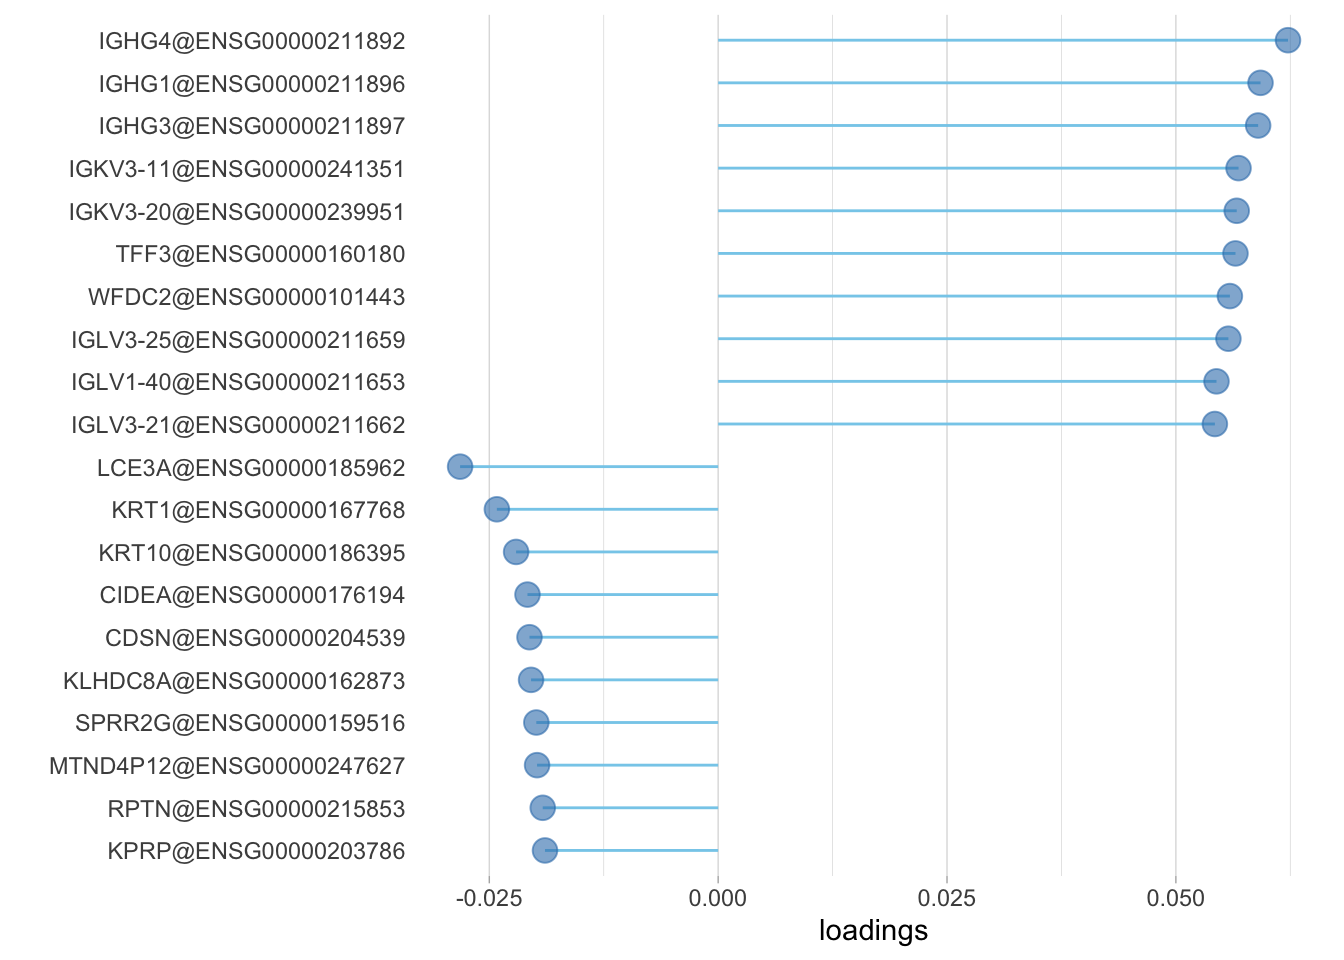 IGHG4@ENSG00000211892
IGHG1@ENSG00000211896
IGHG3@ENSG00000211897
IGKV3-11@ENSG00000241351
IGKV3-20@ENSG00000239951
TFF3@ENSG00000160180
WFDC2@ENSG00000101443
IGLV3-25@ENSG00000211659
IGLV1-40@ENSG00000211653
IGLV3-21@ENSG00000211662
LCE3A@ENSG00000185962
KRT1@ENSG00000167768
KRT10@ENSG00000186395
CIDEA@ENSG00000176194
CDSN@ENSG00000204539
KLHDC8A@ENSG00000162873
SPRR2G@ENSG00000159516
MTND4P12@ENSG00000247627
RPTN@ENSG00000215853
KPRP@ENSG00000203786
-0.025 0.000 0.025 0.050
loadings